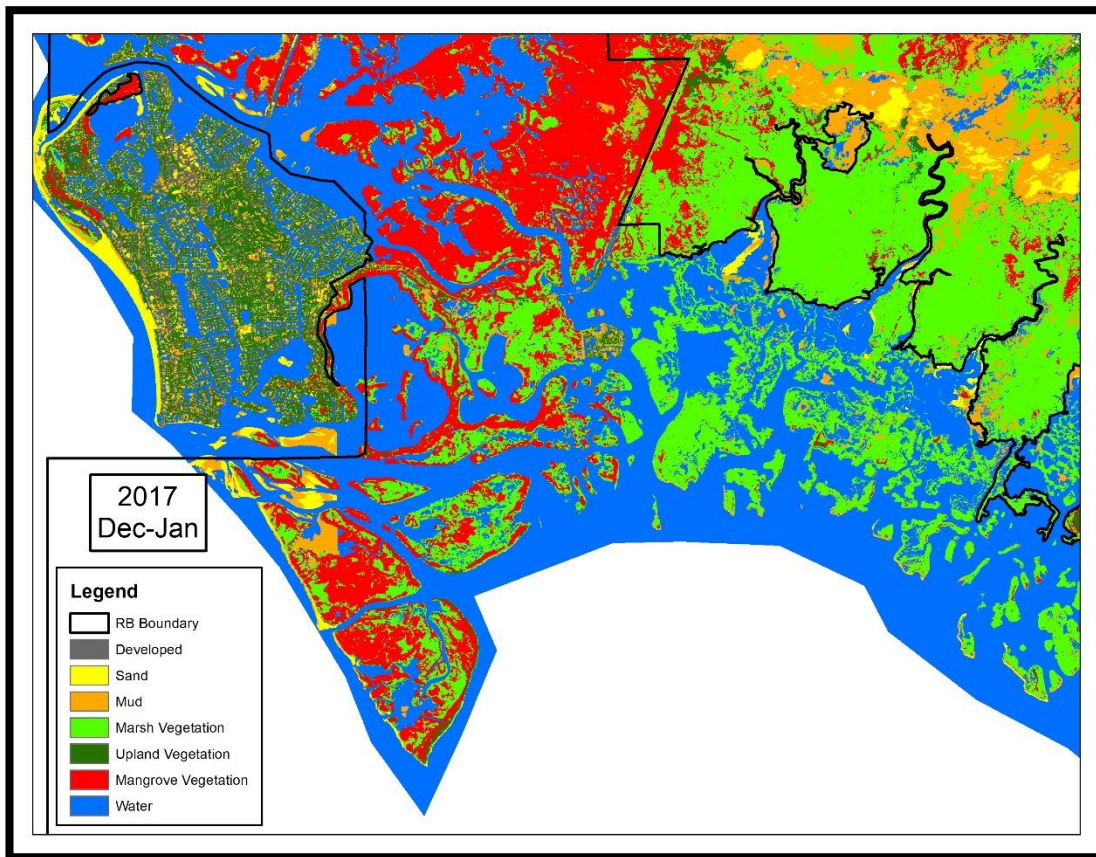 2017
Dec-Jan
Legend
RB Boundary
Developed
Sand
Mud
Marsh Vegetation
Upland Vegetation
Mangrove Vegetation
Water